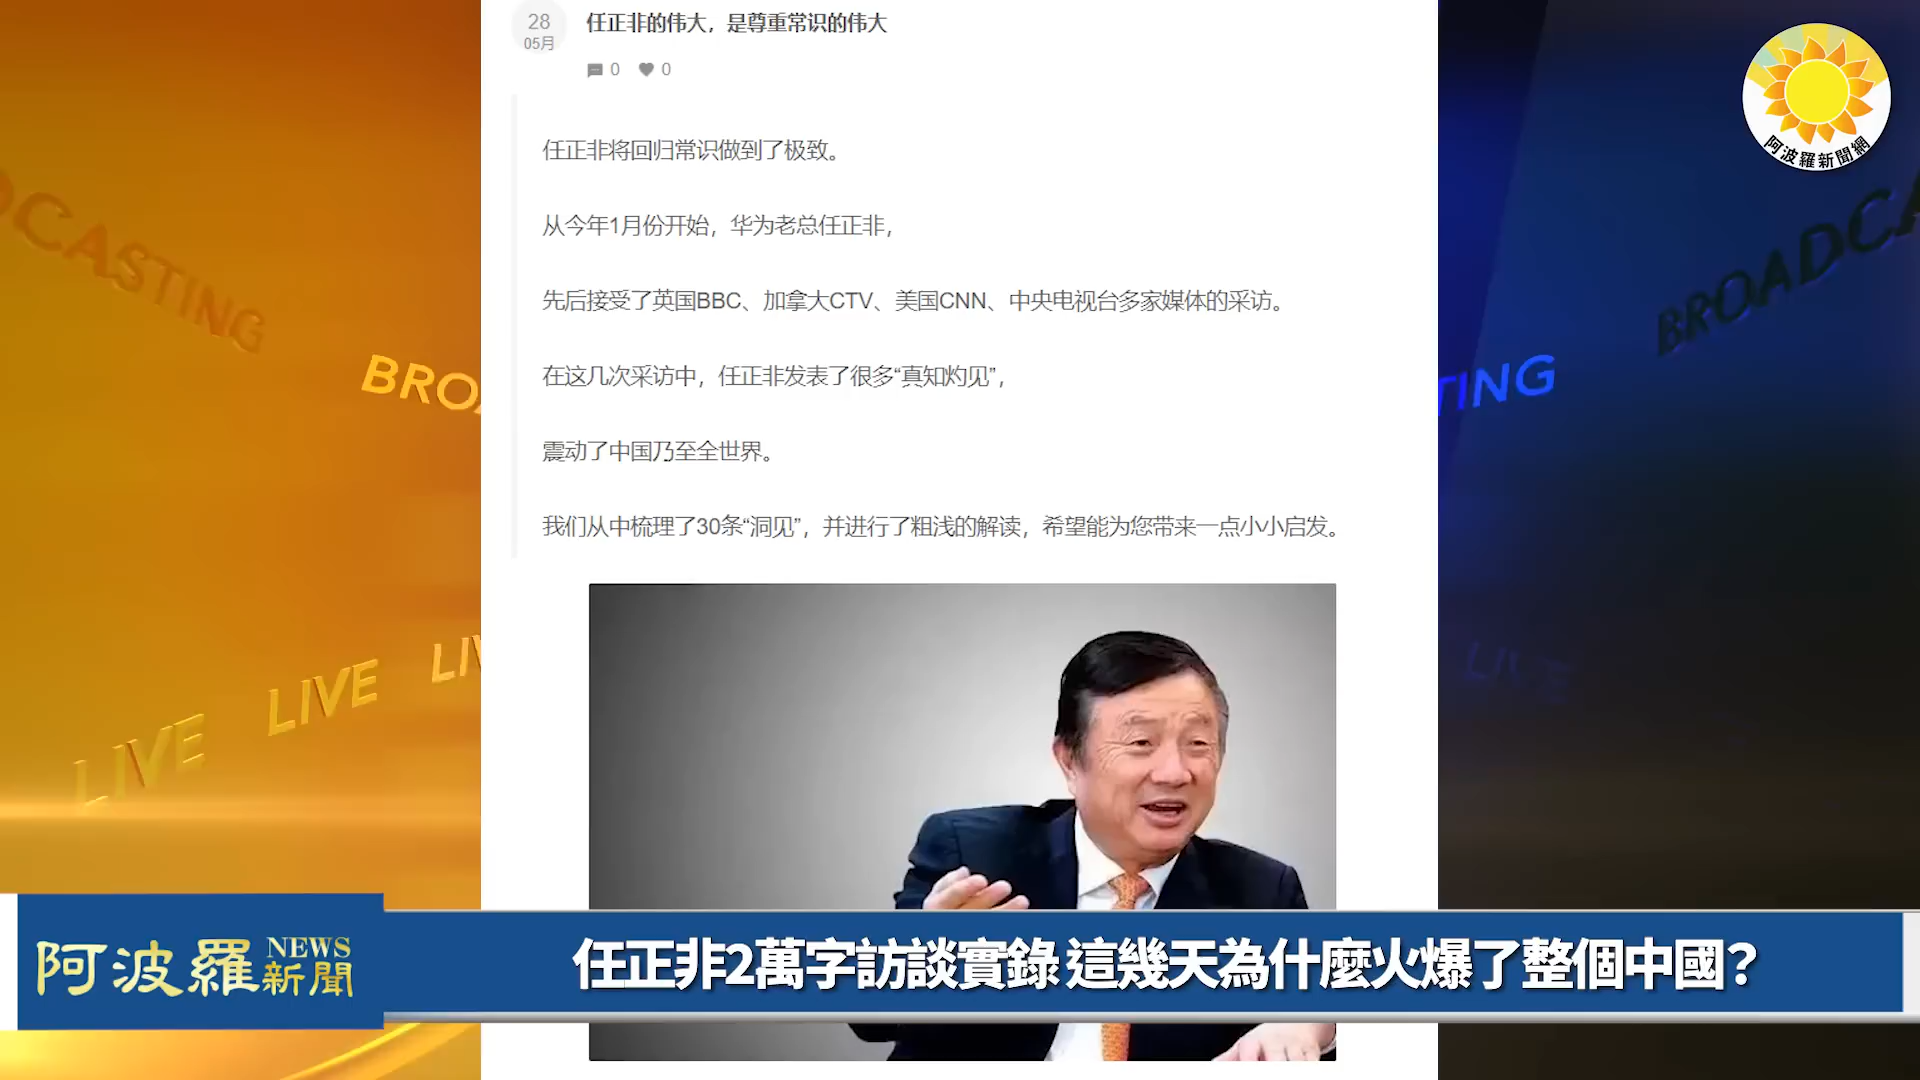 28
05月
任正非的伟大，是尊重常识的伟大
0 0
任正非将回归常识做到了极致。
从今年1月份开始，华为老总任正非，
先后接受了英国BBC、加拿大CTV、美国CNN、中央电视台多家媒体的采访。
在这几次采访中，任正非发表了很多“真知灼见”，
震动了中国乃至全世界。
我们从中梳理了30条“洞见”，并进行了粗浅的解读，希望能为您带来一点小小启发。
阿波羅新聞網
DCASTING
BROA
TING
BROADCA
LIVE
LIVE
LIV
LIVE
阿波羅 NEWS 新聞
任正非2萬字訪談實錄 這幾天為什麼火爆了整個中國？